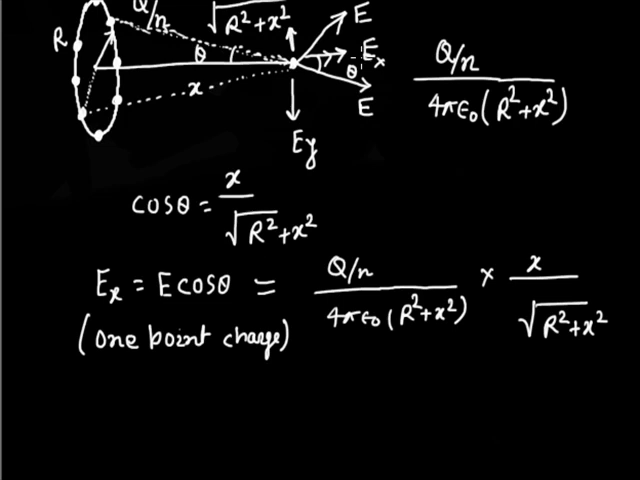 Q/n
√R²+x²
E
R
θ
Eₓ
Q/n
θ
4πε₀(R²+x²)
x
E
Ey
cosθ = x / √R²+x²
Eₓ = E cosθ = Q/n / 4πε₀(R²+x²) × x / √R²+x²
(one point charge)